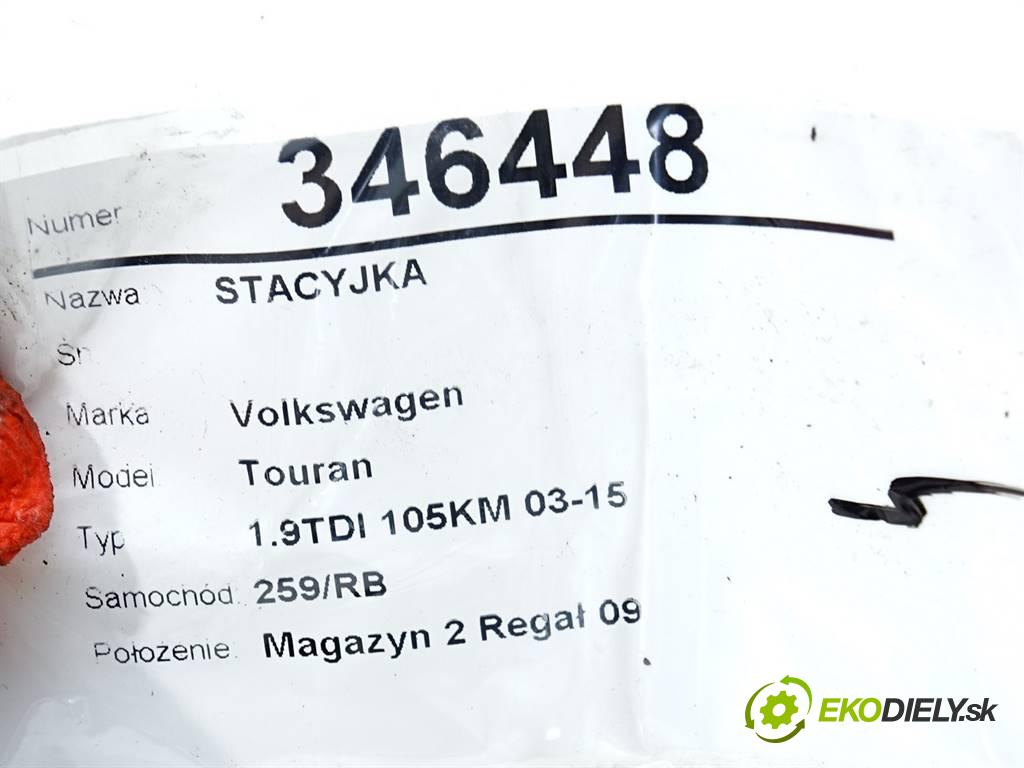 Numer 346448
Nazwa STACYJKA
Sn
Marka Volkswagen
Model Touran
Typ 1.9TDI 105KM 03-15
Samochód: 259/RB
Położenie: Magazyn 2 Regał 09
EKODIELY.sk